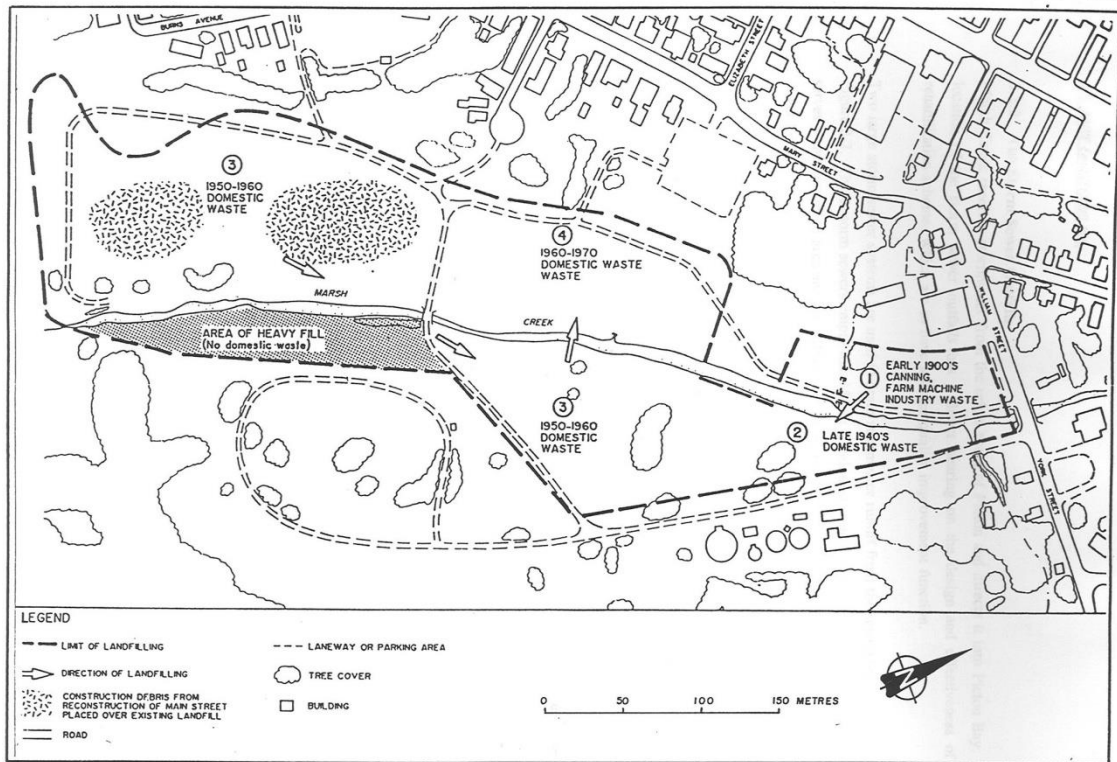 BURNS AVENUE
ELIZABETH STREET
MARY STREET
3
1950-1960
DOMESTIC
WASTE
4
1960-1970
DOMESTIC WASTE
WASTE
MARSH
CREEK
WILLIAM STREET
AREA OF HEAVY FILL
(No domestic waste)
1
EARLY 1900'S
CANNING,
FARM MACHINE
INDUSTRY WASTE
3
1950-1960
DOMESTIC
WASTE
2
LATE 1940'S
DOMESTIC WASTE
YORK STREET
LEGEND
LIMIT OF LANDFILLING
DIRECTION OF LANDFILLING
CONSTRUCTION DEBRIS FROM
RECONSTRUCTION OF MAIN STREET
PLACED OVER EXISTING LANDFILL
ROAD
LANEWAY OR PARKING AREA
TREE COVER
BUILDING
0 50 100 150 METRES
N